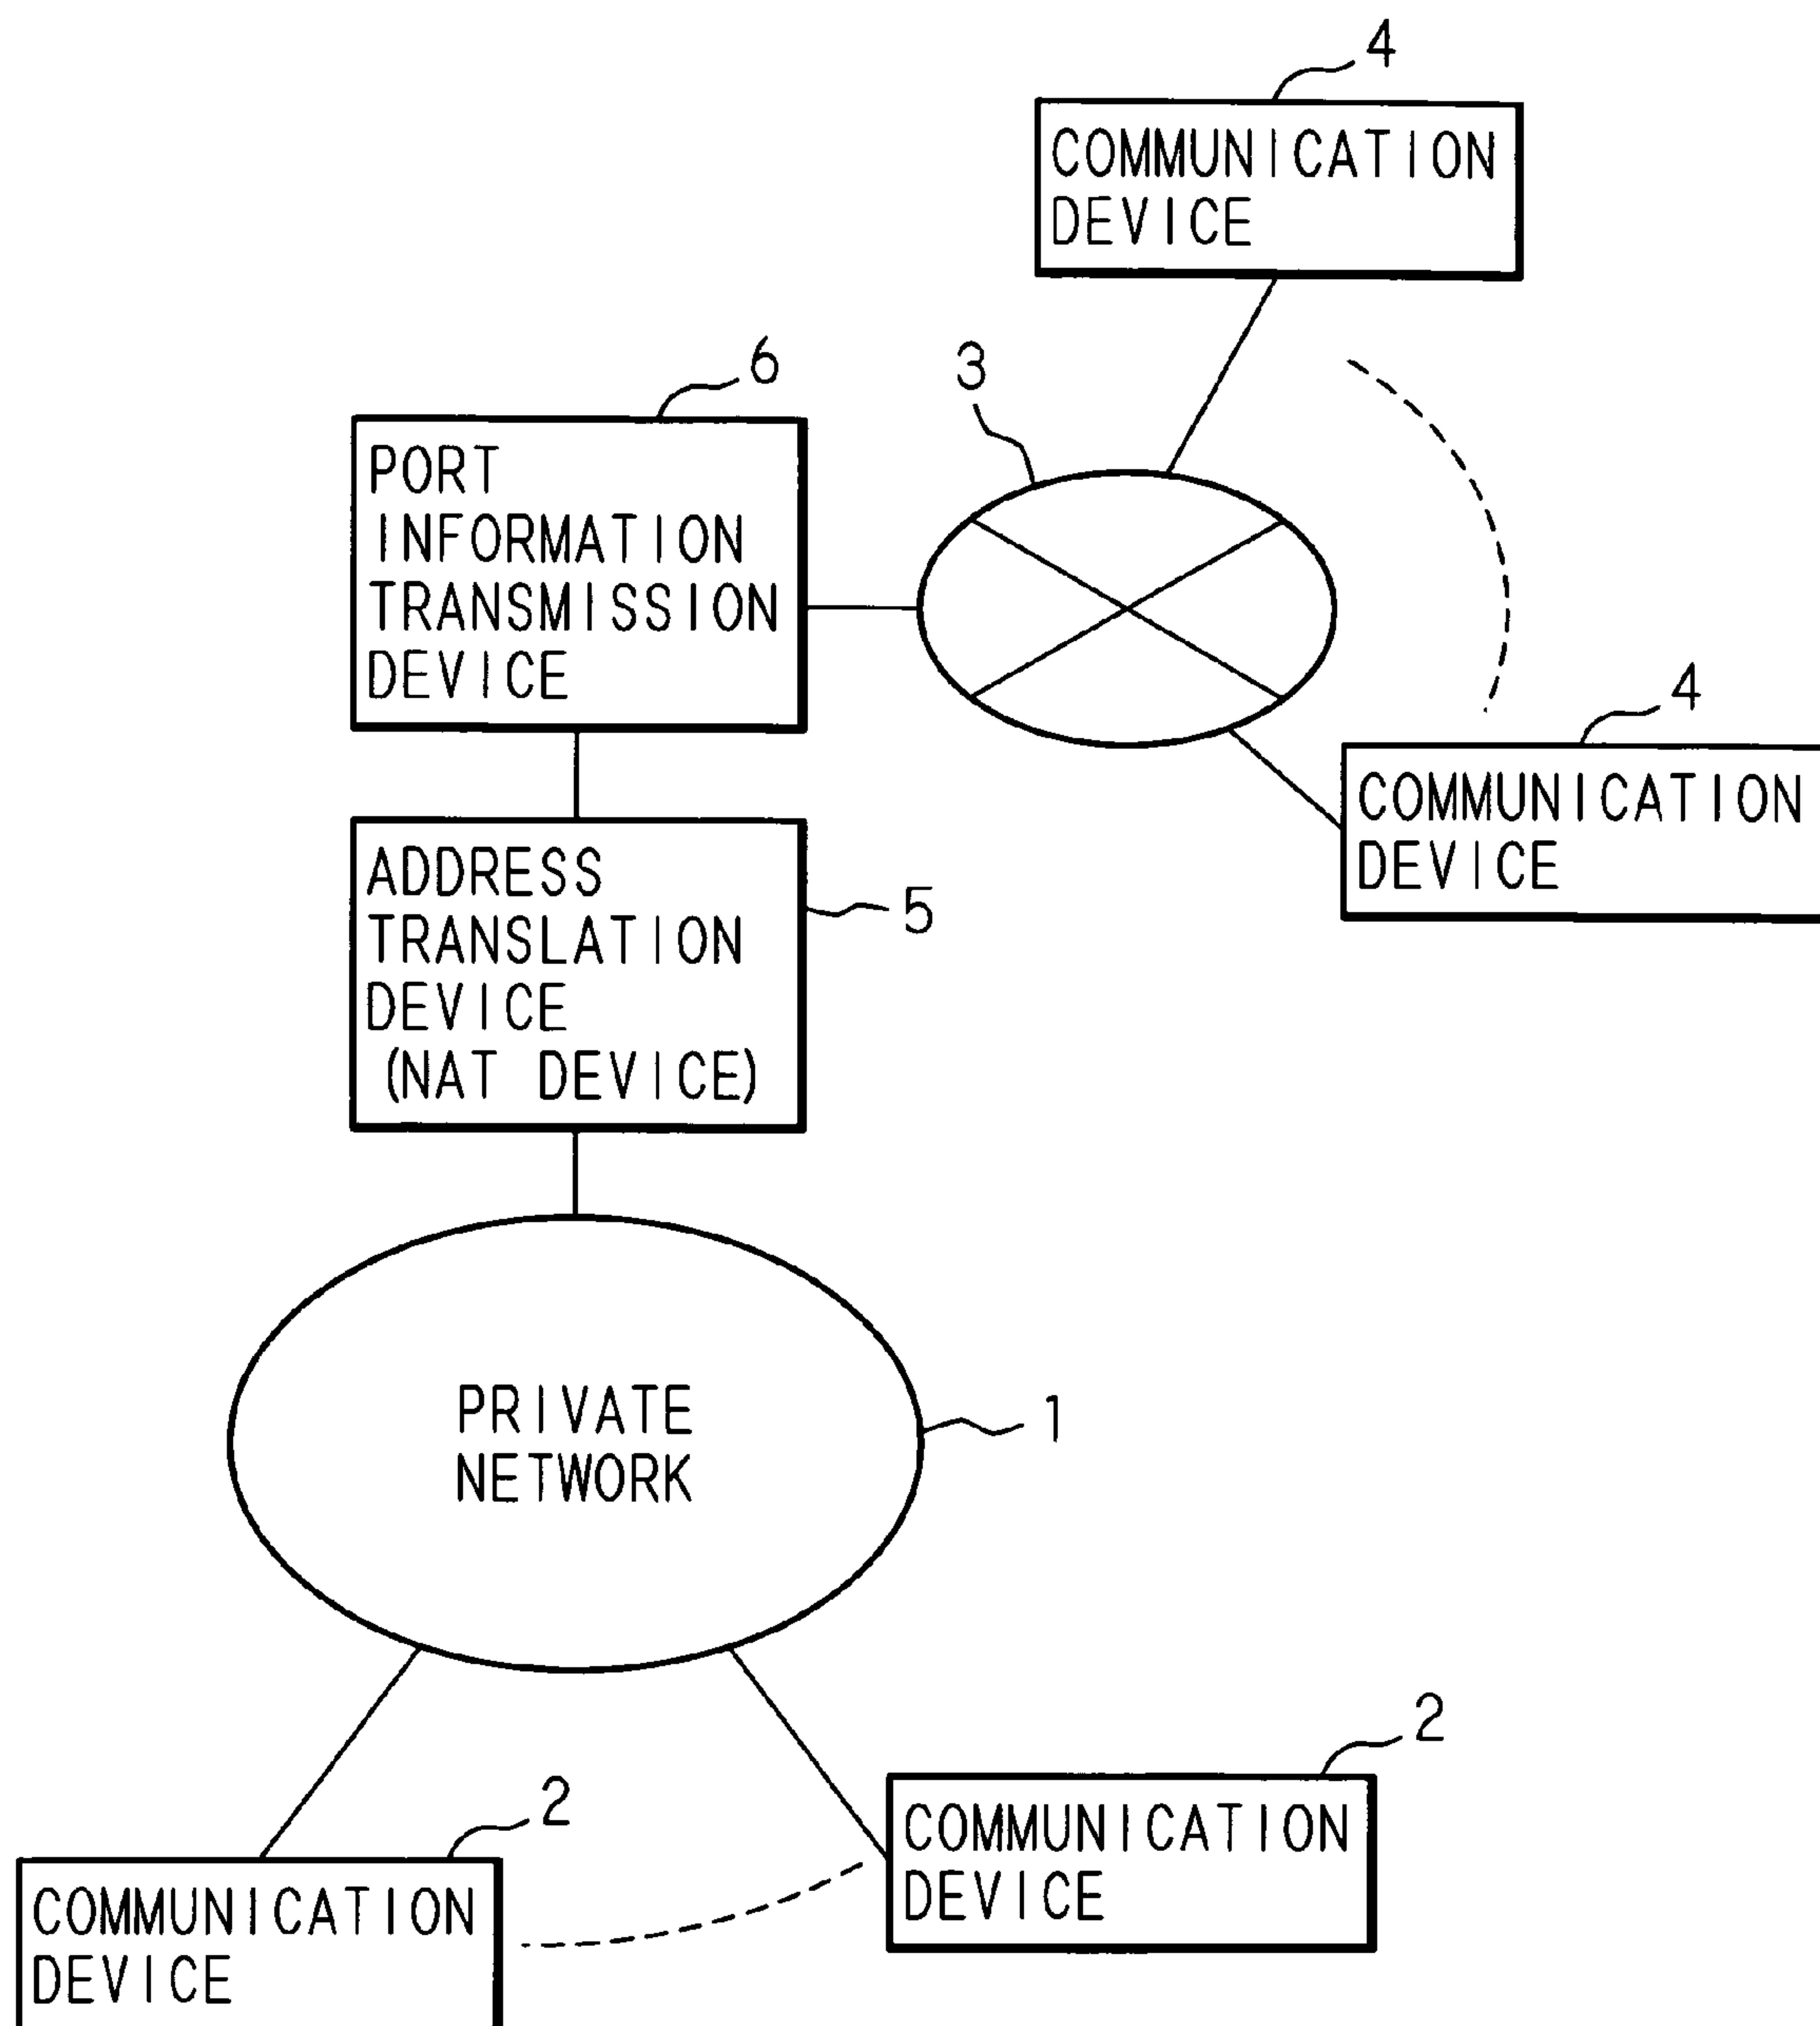 4
COMMUNICATION
DEVICE
6
3
PORT
INFORMATION
TRANSMISSION
DEVICE
4
COMMUNICATION
DEVICE
ADDRESS
TRANSLATION
DEVICE
(NAT DEVICE)
5
PRIVATE
NETWORK
1
2
COMMUNICATION
DEVICE
2
COMMUNICATION
DEVICE